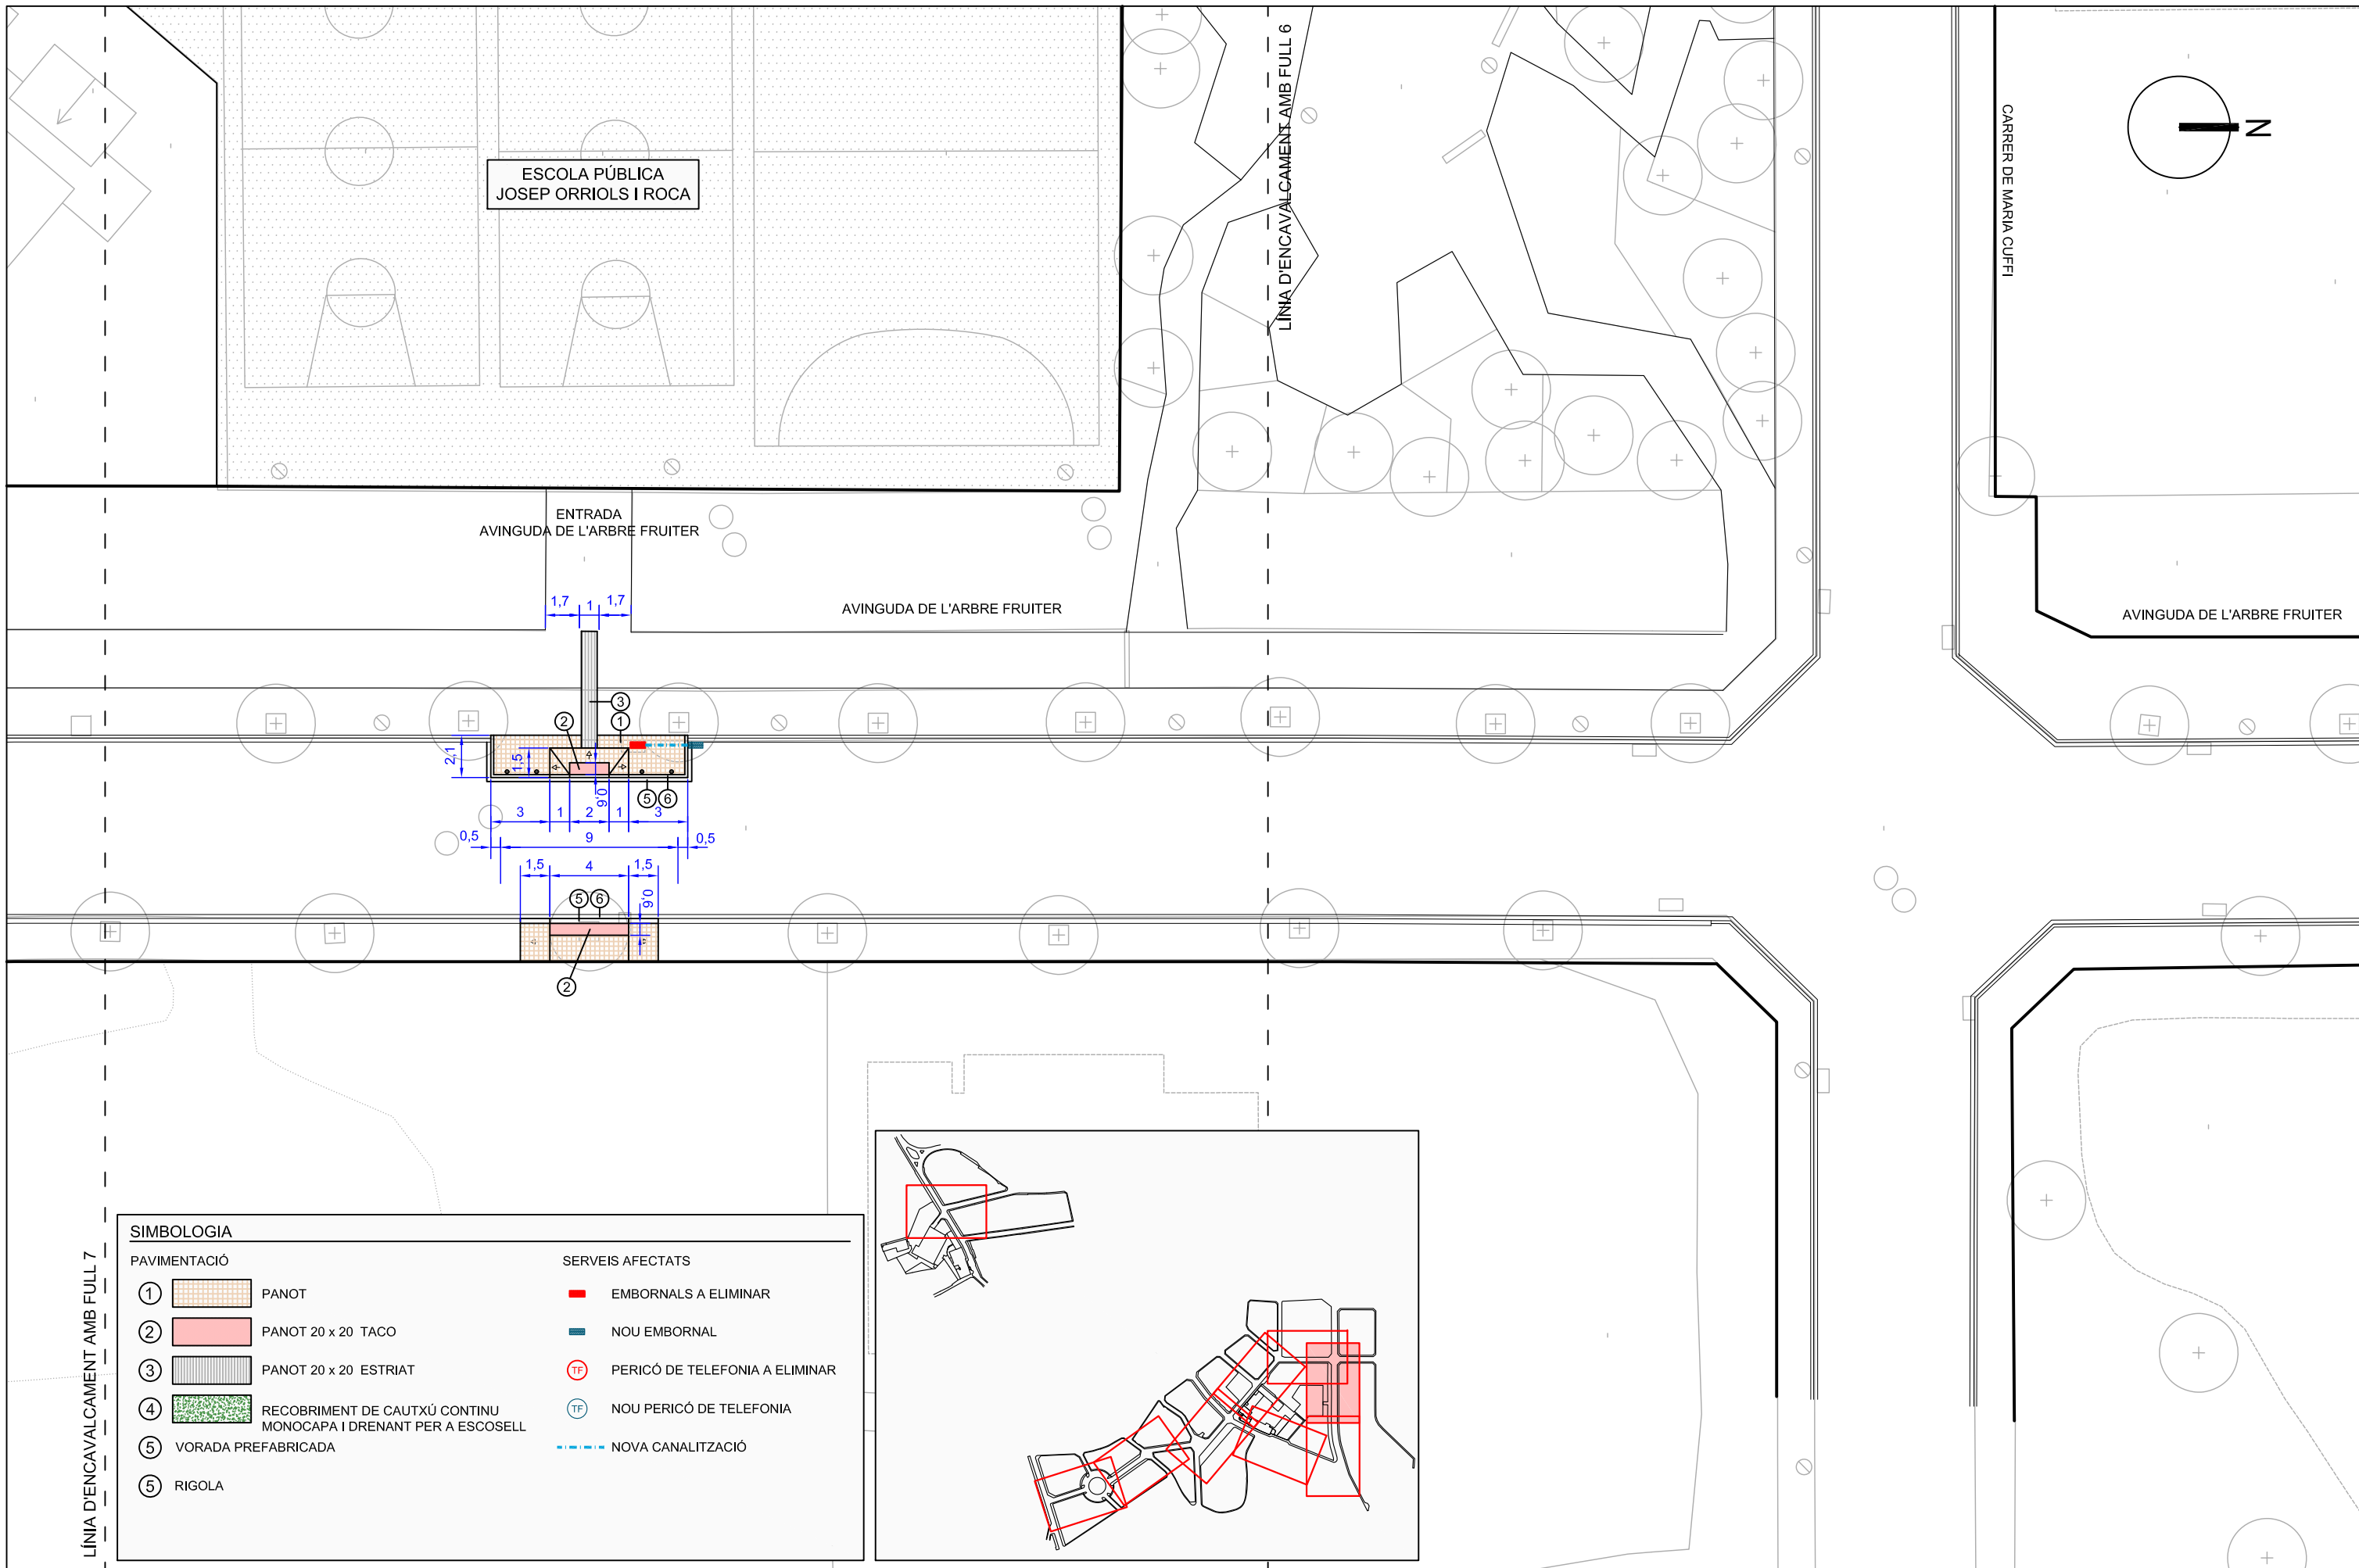 LÍNIA D'ENCAVALCAMENT AMB FULL 6
CARRER DE MARIA CUFFI
N
ESCOLA PÚBLICA
JOSEP ORRIOLS I ROCA
ENTRADA
AVINGUDA DE L'ARBRE FRUITER
AVINGUDA DE L'ARBRE FRUITER
AVINGUDA DE L'ARBRE FRUITER
1,7 1 1,7
3
2 1
2,1
1,5
0,6
5 6
3 1 2 1 3
0,5 9 0,5
1,5 4 1,5
5 6
0,6
2
LÍNIA D'ENCAVALCAMENT AMB FULL 7
SIMBOLOGIA
PAVIMENTACIÓ
1 PANOT
2 PANOT 20 x 20 TACO
3 PANOT 20 x 20 ESTRIAT
4 RECOBRIMENT DE CAUTXÚ CONTINU
MONOCAPA I DRENANT PER A ESCOSELL
5 VORADA PREFABRICADA
5 RIGOLA
SERVEIS AFECTATS
EMBORNALS A ELIMINAR
NOU EMBORNAL
TF PERICÓ DE TELEFONIA A ELIMINAR
TF NOU PERICÓ DE TELEFONIA
NOVA CANALITZACIÓ